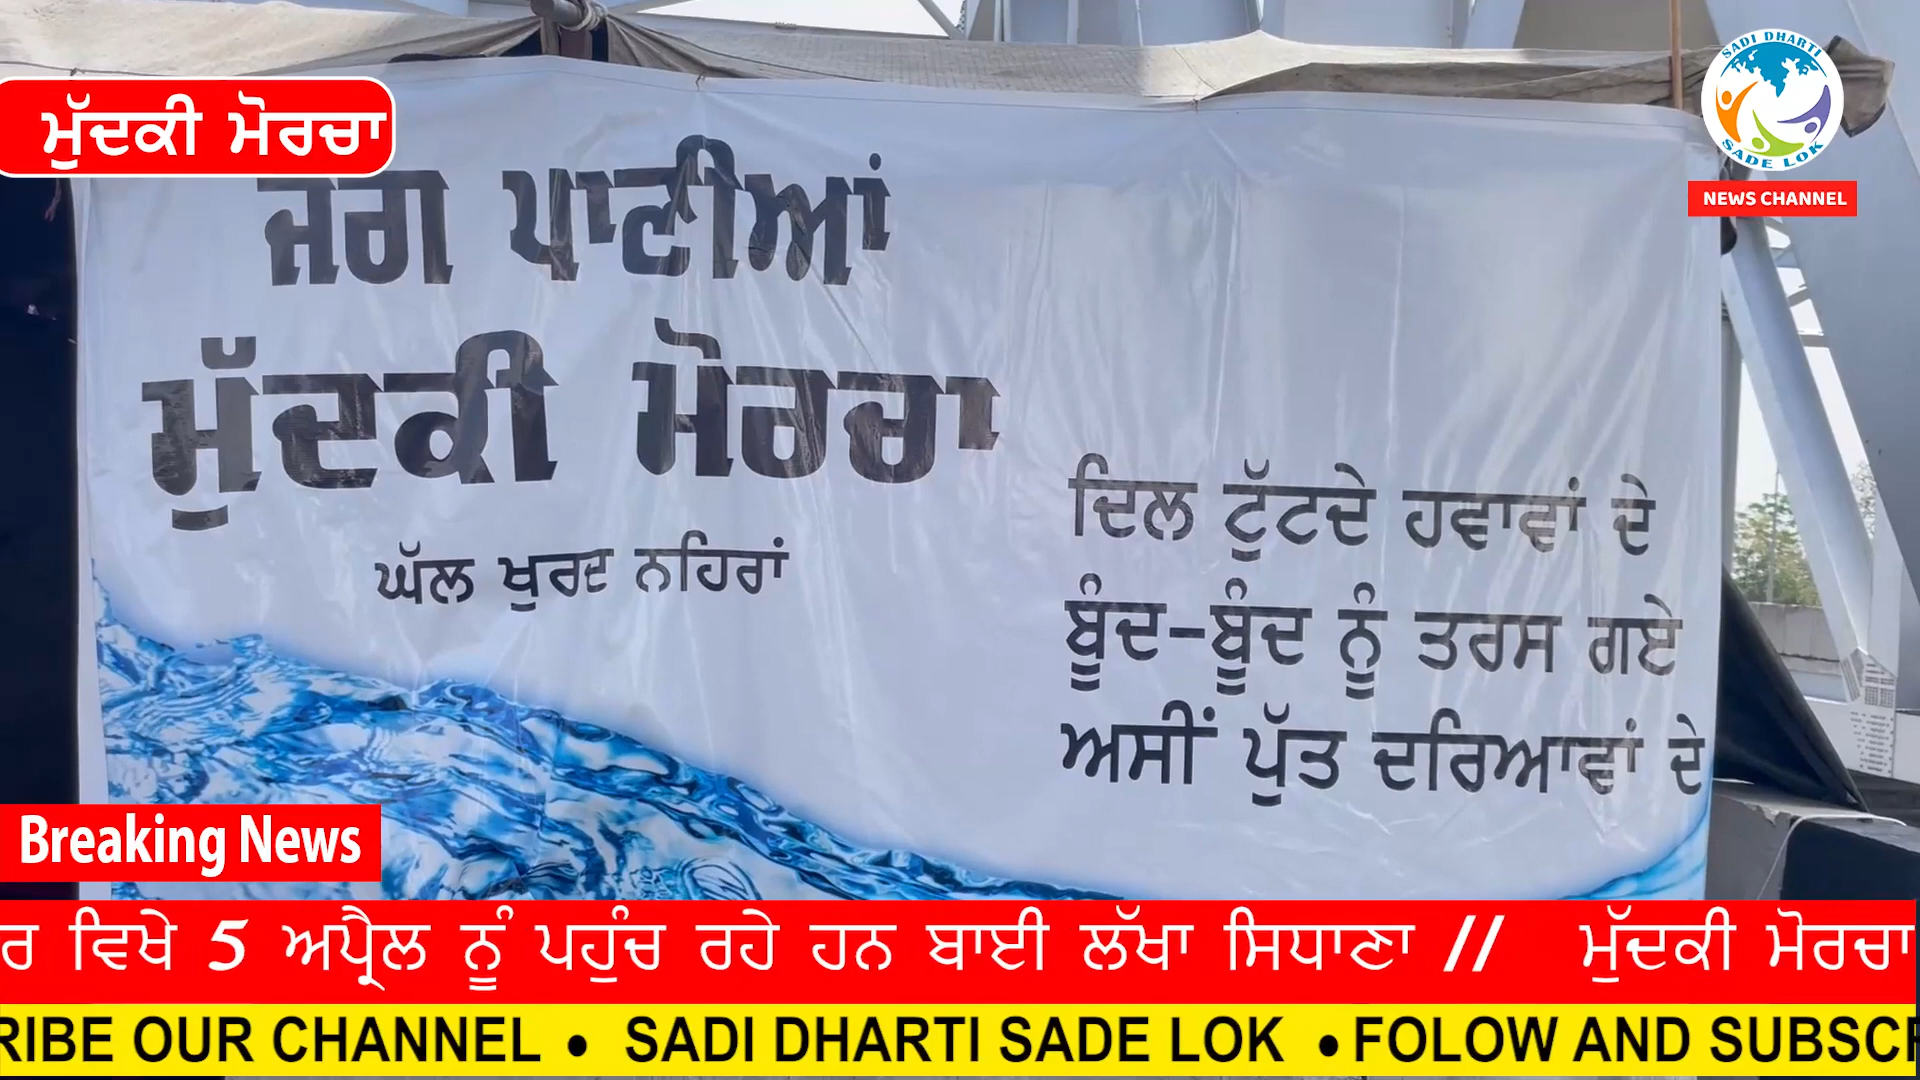 ਮੁੱਦਕੀ ਮੋਰਚਾ
SADI DHARTI
SADE LOK
NEWS CHANNEL
ਜੰਗ ਪਾਣੀਆਂ
ਮੁੱਦਕੀ ਮੋਰਚਾ
ਘੱਲ ਖੁਰਦ ਨਹਿਰਾਂ
ਦਿਲ ਟੁੱਟਦੇ ਹਵਾਵਾਂ ਦੇ
ਬੂੰਦ-ਬੂੰਦ ਨੂੰ ਤਰਸ ਗਏ
ਅਸੀਂ ਪੁੱਤ ਦਰਿਆਵਾਂ ਦੇ
Breaking News
ਰ ਵਿਖੇ 5 ਅਪ੍ਰੈਲ ਨੂੰ ਪਹੁੰਚ ਰਹੇ ਹਨ ਬਾਈ ਲੱਖਾ ਸਿਧਾਣਾ // ਮੁੱਦਕੀ ਮੋਰਚਾ
RIBE OUR CHANNEL • SADI DHARTI SADE LOK • FOLOW AND SUBSCR